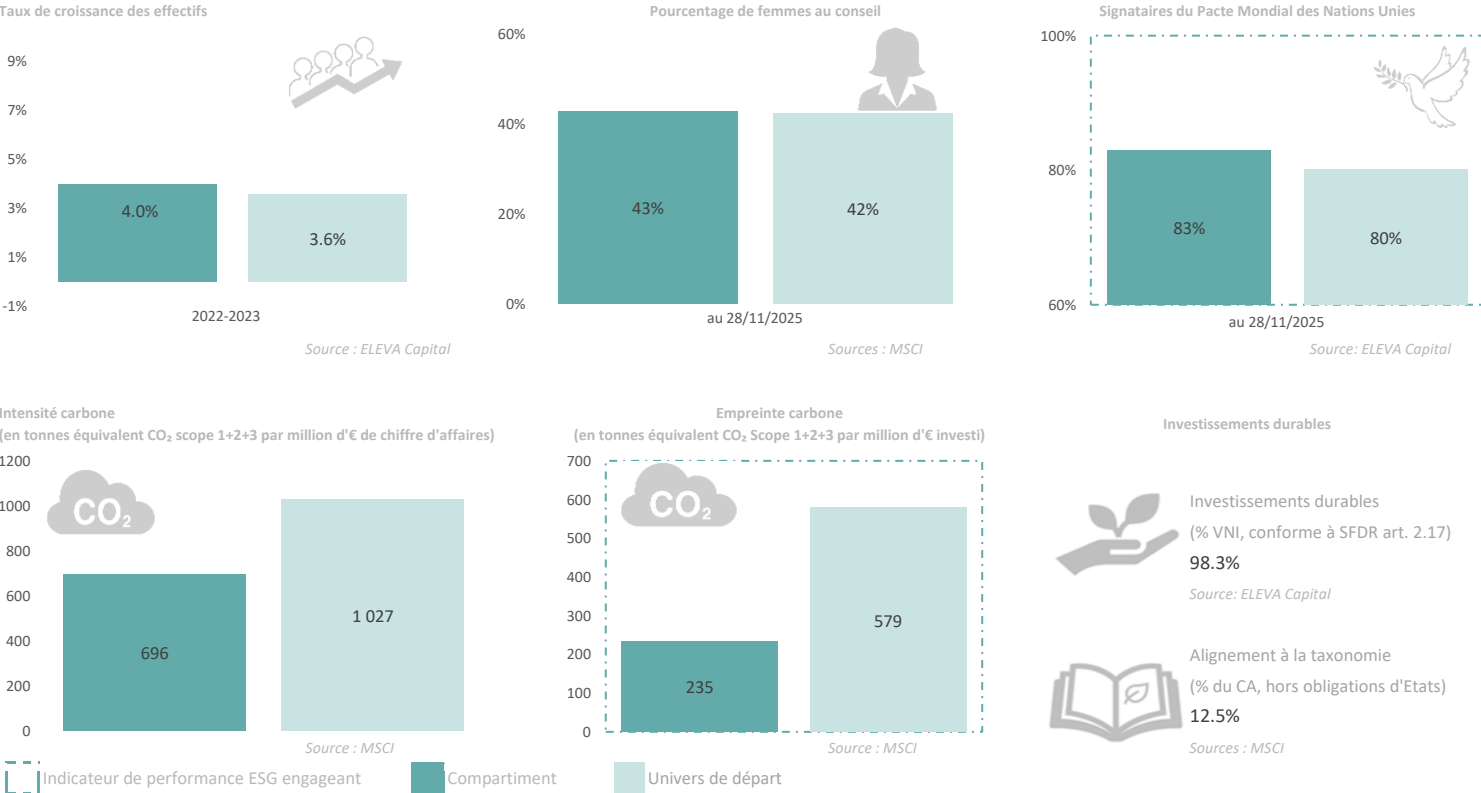 Taux de croissance des effectifs
9%
7%
5%
3%
1%
-1%
4.0%
3.6%
2022-2023
Source : ELEVA Capital
Pourcentage de femmes au conseil
60%
40%
20%
0%
43%
42%
au 28/11/2025
Sources : MSCI
Signataires du Pacte Mondial des Nations Unies
100%
80%
60%
83%
80%
au 28/11/2025
Source: ELEVA Capital
Intensité carbone
(en tonnes équivalent CO₂ scope 1+2+3 par million d'€ de chiffre d'affaires)
1200
1000
800
600
400
200
0
CO₂
696
1 027
Source : MSCI
Empreinte carbone
(en tonnes équivalent CO₂ Scope 1+2+3 par million d'€ investi)
700
600
500
400
300
200
100
0
CO₂
235
579
Source : MSCI
Investissements durables
Investissements durables
(% VNI, conforme à SFDR art. 2.17)
98.3%
Source: ELEVA Capital
Alignement à la taxonomie
(% du CA, hors obligations d'Etats)
12.5%
Sources : MSCI
Indicateur de performance ESG engageant
Compartiment
Univers de départ